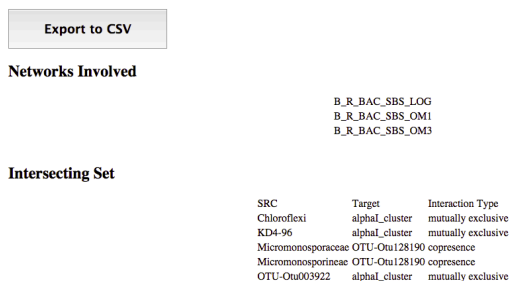 Export to CSV
Networks Involved
B_R_BAC_SBS_LOG
B_R_BAC_SBS_OM1
B_R_BAC_SBS_OM3
Intersecting Set
SRC Target Interaction Type
Chloroflexi alphaI_cluster mutually exclusive
KD4-96 alphaI_cluster mutually exclusive
Micromonosporaceae OTU-Otu128190 copresence
Micromonosporineae OTU-Otu128190 copresence
OTU-Otu003922 alphaI_cluster mutually exclusive